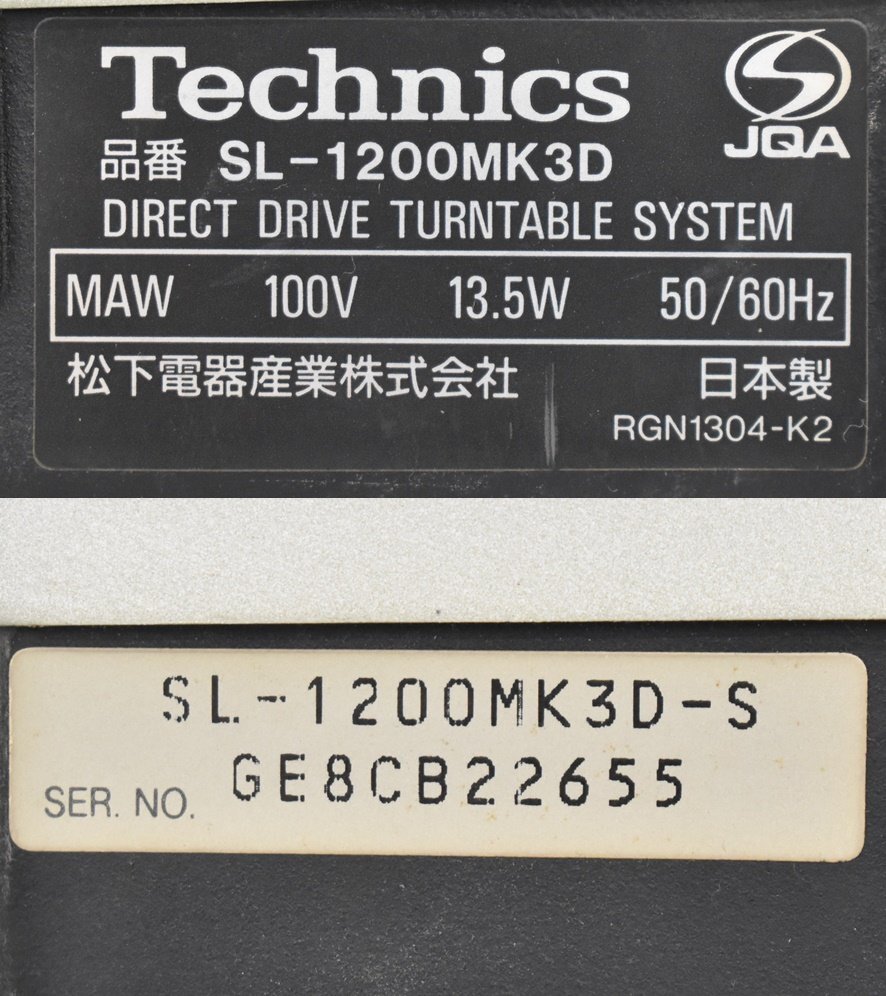 Technics
JQA
品番 SL-1200MK3D
DIRECT DRIVE TURNTABLE SYSTEM
MAW 100V 13.5W 50/60Hz
松下電器産業株式会社 日本製
RGN1304-K2
SL-1200MK3D-S
SER. NO. GE8CB22655